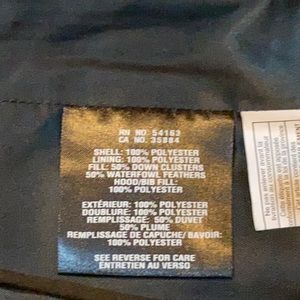 RN NO. 54163
CA NO. 35884
SHELL: 100% POLYESTER
LINING: 100% POLYESTER
FILL: 50% DOWN CLUSTERS
50% WATERFOWL FEATHERS
HOOD/BIB FILL:
100% POLYESTER
EXTÉRIEUR: 100% POLYESTER
DOUBLURE: 100% POLYESTER
REMPLISSAGE: 50% DUVET
50% PLUME
REMPLISSAGE DE CAPUCHE/ BAVOIR:
100% POLYESTER
SEE REVERSE FOR CARE
ENTRETIEN AU VERSO